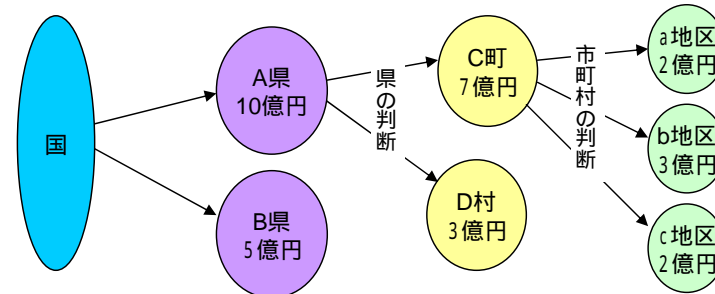 国
A県
10億円
B県
5億円
県の判断
C町
7億円
D村
3億円
市町村の判断
a地区
2億円
b地区
3億円
c地区
2億円